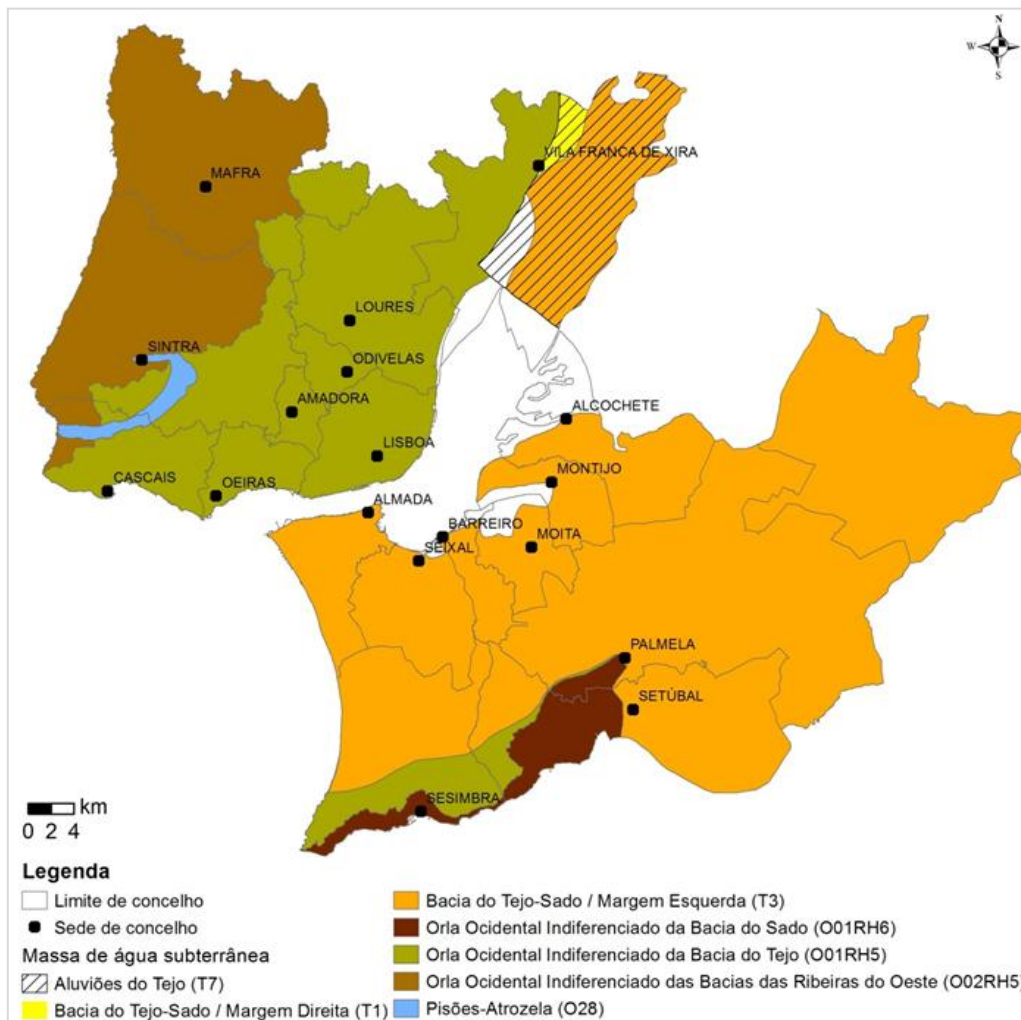 N
W
S
MAFRA
VILA FRANCA DE XIRA
LOURES
SINTRA
ODIVELAS
AMADORA
ALCOCHETE
LISBOA
MONTIJO
CASCAIS
OEIRAS
ALMADA
BARREIRO
MOITA
SEIXAL
PALMELA
SETÚBAL
SESIMBRA
km
0 2 4
Legenda
Limite de concelho
Sede de concelho
Massa de água subterrânea
Aluviões do Tejo (T7)
Bacia do Tejo-Sado / Margem Direita (T1)
Bacia do Tejo-Sado / Margem Esquerda (T3)
Orla Ocidental Indiferenciado da Bacia do Sado (O01RH6)
Orla Ocidental Indiferenciado da Bacia do Tejo (O01RH5)
Orla Ocidental Indiferenciado das Bacias das Ribeiras do Oeste (O02RH5)
Pisões-Atrozela (O28)